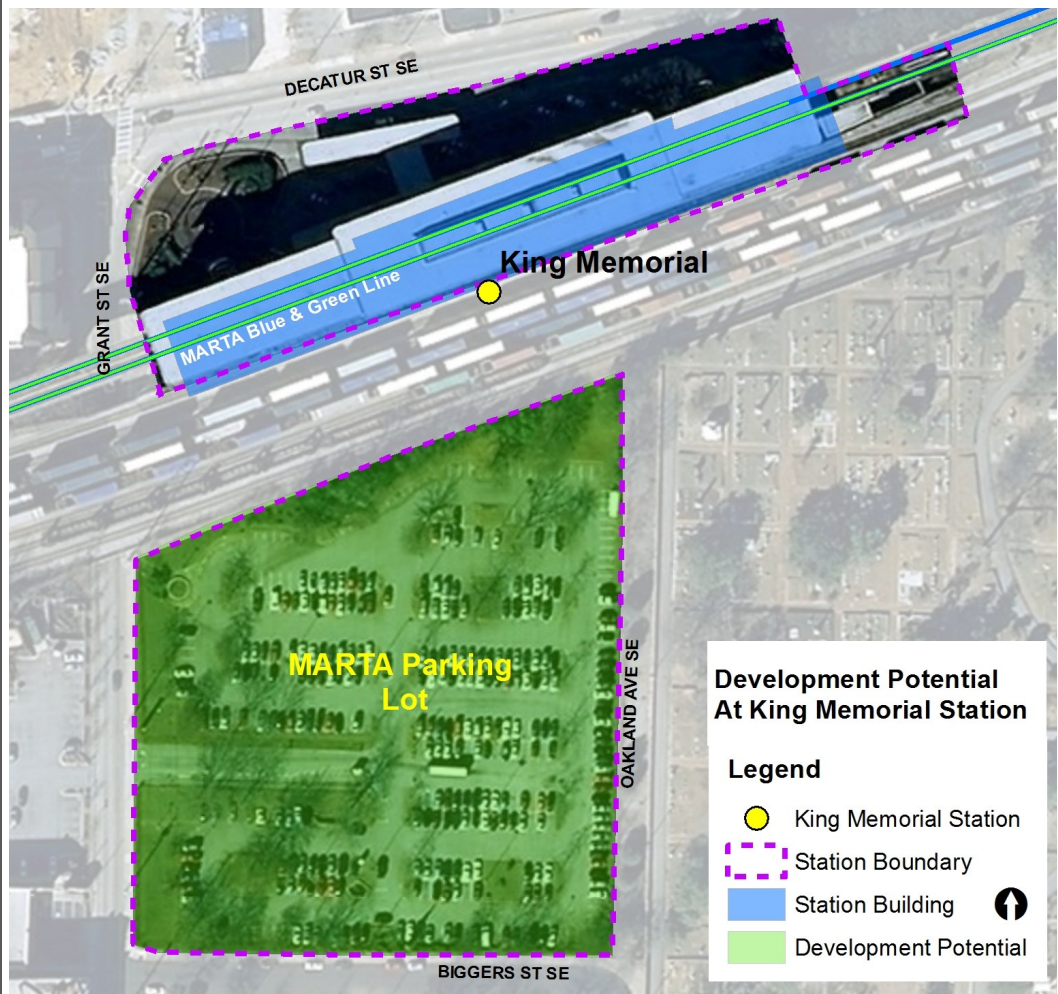 DECATUR ST SE
King Memorial
GRANT ST SE
MARTA Blue & Green Line
MARTA Parking
Lot
OAKLAND AVE SE
BIGGERS ST SE
Development Potential
At King Memorial Station
Legend
King Memorial Station
Station Boundary
Station Building
Development Potential